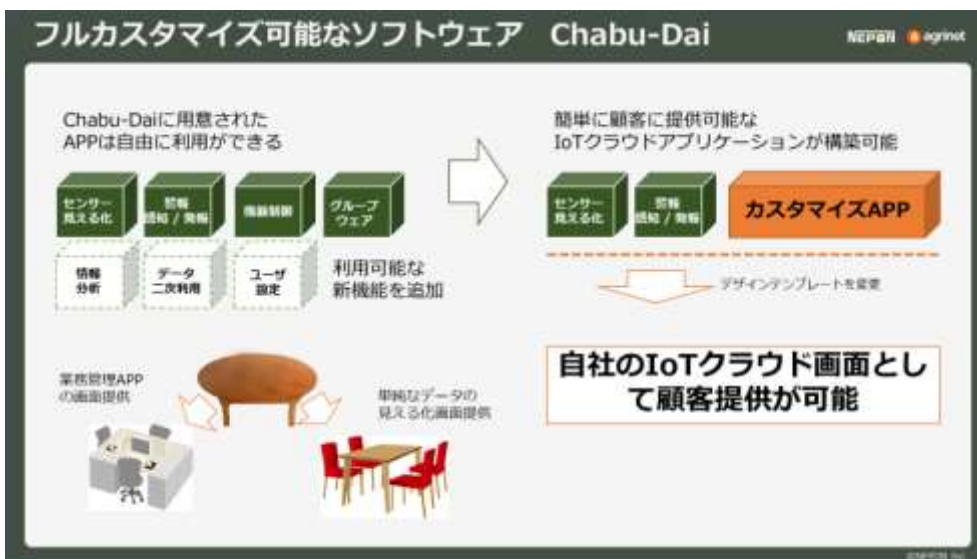 フルカスタマイズ可能なソフトウェア Chabu-Dai
NEPON agrinet
Chabu-Daiに用意された
APPは自由に利用ができる
センサー
見える化
警報
感知 / 発報
機器制御
グループ
ウェア
情報
分析
データ
二次利用
ユーザ
設定
利用可能な
新機能を追加
業務管理APP
の画面提供
単純なデータの
見える化画面提供
簡単に顧客に提供可能な
IoTクラウドアプリケーションが構築可能
センサー
見える化
警報
感知 / 発報
カスタマイズAPP
デザインテンプレートを変更
自社のIoTクラウド画面とし
て顧客提供が可能
©NEPON Inc.